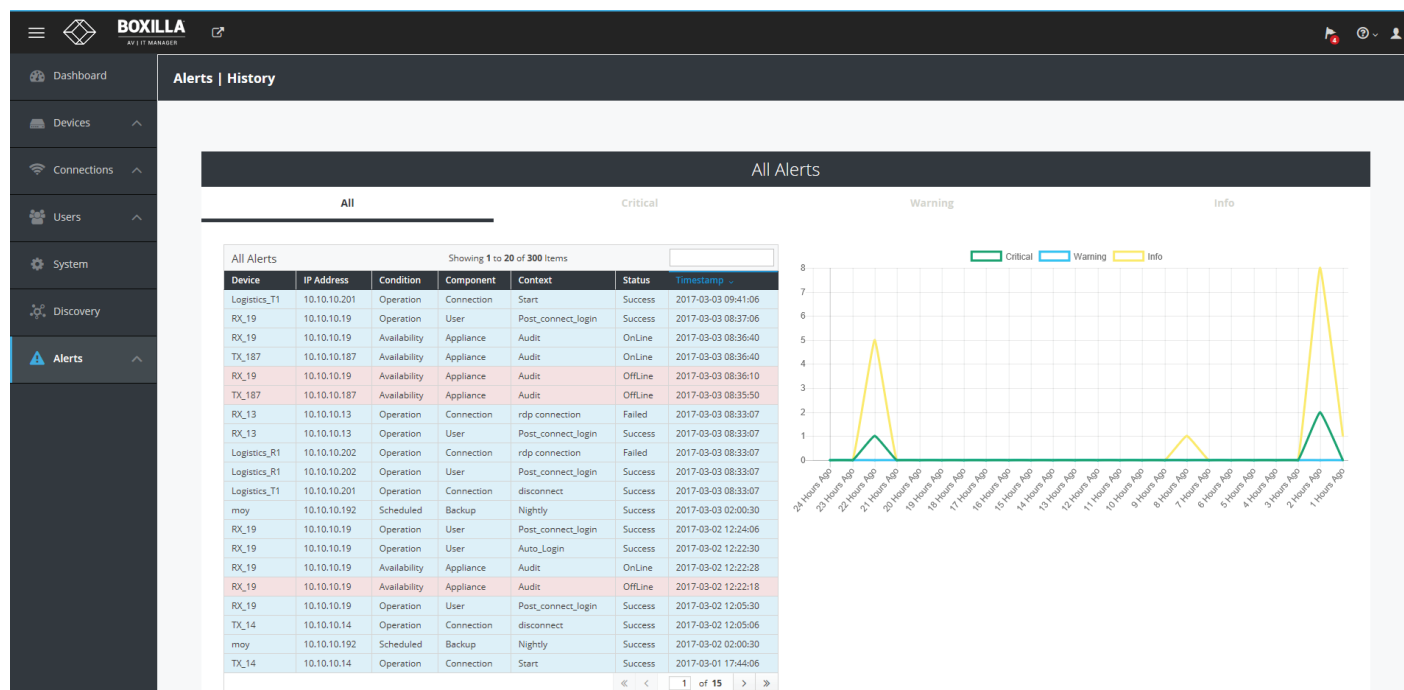 BOXILLA
AV | IT MANAGER
4
Dashboard
Devices
Connections
Users
System
Discovery
Alerts
Alerts | History
All Alerts
All Critical Warning Info
All Alerts Showing 1 to 20 of 300 Items
Device IP Address Condition Component Context Status Timestamp
Logistics_T1 10.10.10.201 Operation Connection Start Success 2017-03-03 09:41:06
RX_19 10.10.10.19 Operation User Post_connect_login Success 2017-03-03 08:37:06
RX_19 10.10.10.19 Availability Appliance Audit OnLine 2017-03-03 08:36:40
TX_187 10.10.10.187 Availability Appliance Audit OnLine 2017-03-03 08:36:40
RX_19 10.10.10.19 Availability Appliance Audit OffLine 2017-03-03 08:36:10
TX_187 10.10.10.187 Availability Appliance Audit OffLine 2017-03-03 08:35:50
RX_13 10.10.10.13 Operation Connection rdp connection Failed 2017-03-03 08:33:07
RX_13 10.10.10.13 Operation User Post_connect_login Success 2017-03-03 08:33:07
Logistics_R1 10.10.10.202 Operation Connection rdp connection Failed 2017-03-03 08:33:07
Logistics_R1 10.10.10.202 Operation User Post_connect_login Success 2017-03-03 08:33:07
Logistics_T1 10.10.10.201 Operation Connection disconnect Success 2017-03-03 08:33:07
moy 10.10.10.192 Scheduled Backup Nightly Success 2017-03-03 02:00:30
RX_19 10.10.10.19 Operation User Post_connect_login Success 2017-03-02 12:24:06
RX_19 10.10.10.19 Operation User Auto_Login Success 2017-03-02 12:22:30
RX_19 10.10.10.19 Availability Appliance Audit OnLine 2017-03-02 12:22:28
RX_19 10.10.10.19 Availability Appliance Audit OffLine 2017-03-02 12:22:18
RX_19 10.10.10.19 Operation User Post_connect_login Success 2017-03-02 12:05:30
TX_14 10.10.10.14 Operation Connection disconnect Success 2017-03-02 12:05:06
moy 10.10.10.192 Scheduled Backup Nightly Success 2017-03-02 02:00:30
TX_14 10.10.10.14 Operation Connection Start Success 2017-03-01 17:44:06
« < 1 of 15 > »
Critical Warning Info
8
7
6
5
4
3
2
1
0
24 Hours Ago
23 Hours Ago
22 Hours Ago
21 Hours Ago
20 Hours Ago
19 Hours Ago
18 Hours Ago
17 Hours Ago
16 Hours Ago
15 Hours Ago
14 Hours Ago
13 Hours Ago
12 Hours Ago
11 Hours Ago
10 Hours Ago
9 Hours Ago
8 Hours Ago
7 Hours Ago
6 Hours Ago
5 Hours Ago
4 Hours Ago
3 Hours Ago
2 Hours Ago
1 Hours Ago